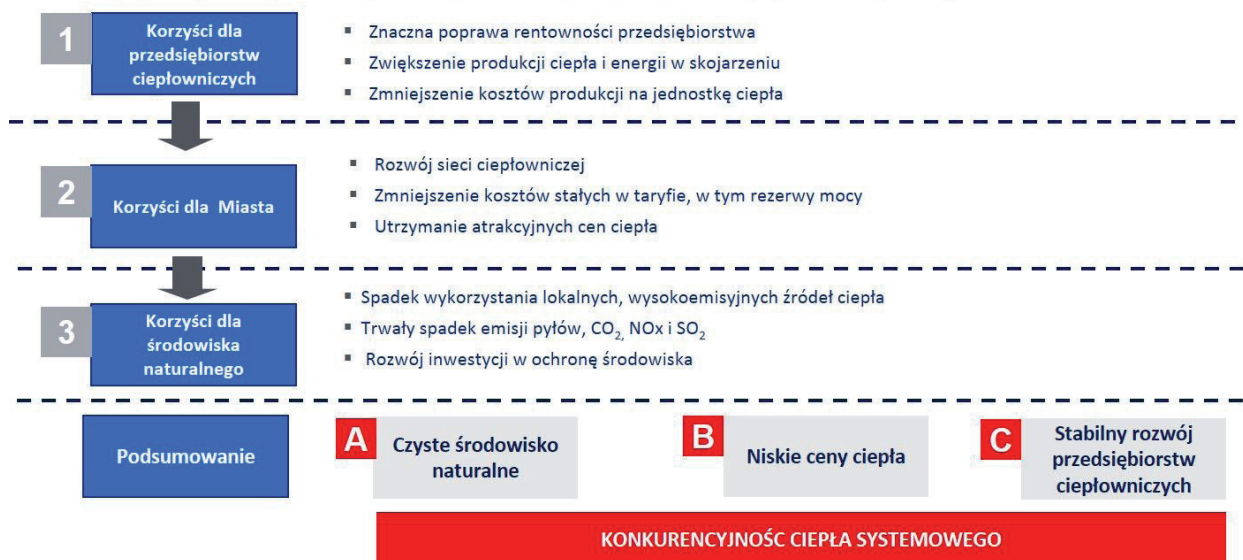 1
Korzyści dla
przedsiębiorstw
ciepłowniczych
▪ Znaczna poprawa rentowności przedsiębiorstwa
▪ Zwiększenie produkcji ciepła i energii w skojarzeniu
▪ Zmniejszenie kosztów produkcji na jednostkę ciepła
2
Korzyści dla Miasta
▪ Rozwój sieci ciepłowniczej
▪ Zmniejszenie kosztów stałych w taryfie, w tym rezerwy mocy
▪ Utrzymanie atrakcyjnych cen ciepła
3
Korzyści dla
środowiska
naturalnego
▪ Spadek wykorzystania lokalnych, wysokoemisyjnych źródeł ciepła
▪ Trwały spadek emisji pyłów, CO₂, NOx i SO₂
▪ Rozwój inwestycji w ochronę środowiska
Podsumowanie
A
Czyste środowisko
naturalne
B
Niskie ceny ciepła
C
Stabilny rozwój
przedsiębiorstw
ciepłowniczych
KONKURENCYJNOŚC CIEPŁA SYSTEMOWEGO